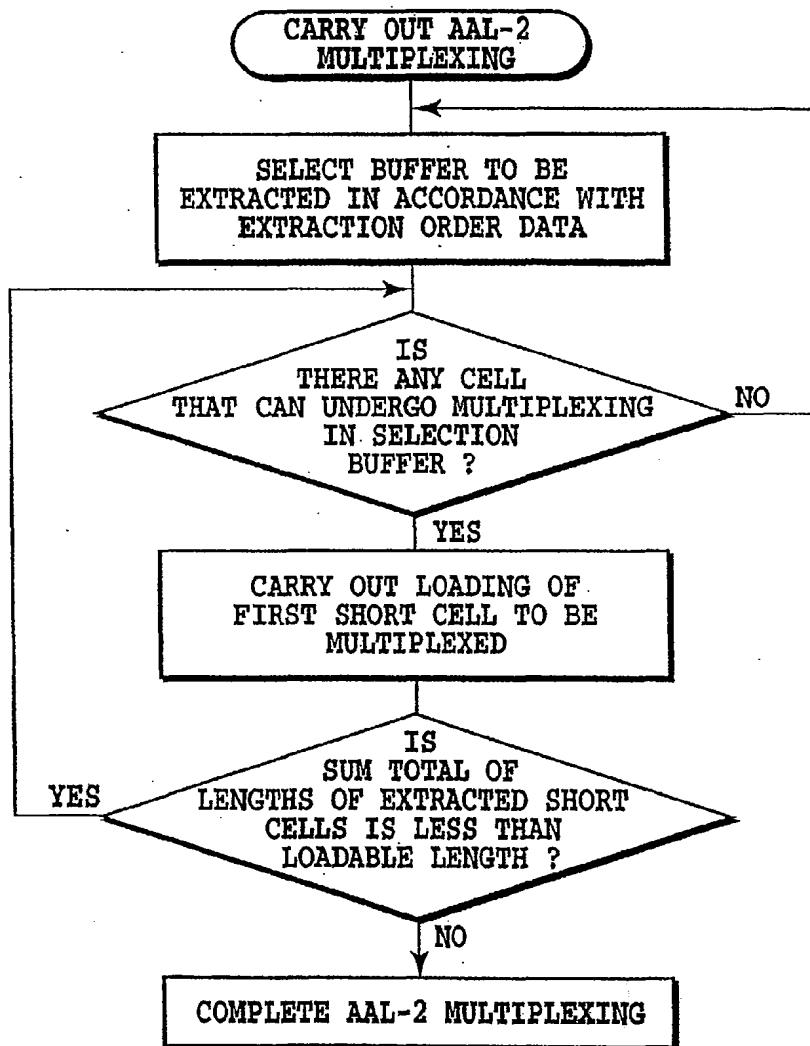 CARRY OUT AAL-2
MULTIPLEXING
SELECT BUFFER TO BE
EXTRACTED IN ACCORDANCE WITH
EXTRACTION ORDER DATA
IS
THERE ANY CELL
THAT CAN UNDERGO MULTIPLEXING
IN SELECTION
BUFFER ?
NO
YES
CARRY OUT LOADING OF
FIRST SHORT CELL TO BE
MULTIPLEXED
IS
SUM TOTAL OF
LENGTHS OF EXTRACTED SHORT
CELLS IS LESS THAN
LOADABLE LENGTH ?
YES
NO
COMPLETE AAL-2 MULTIPLEXING